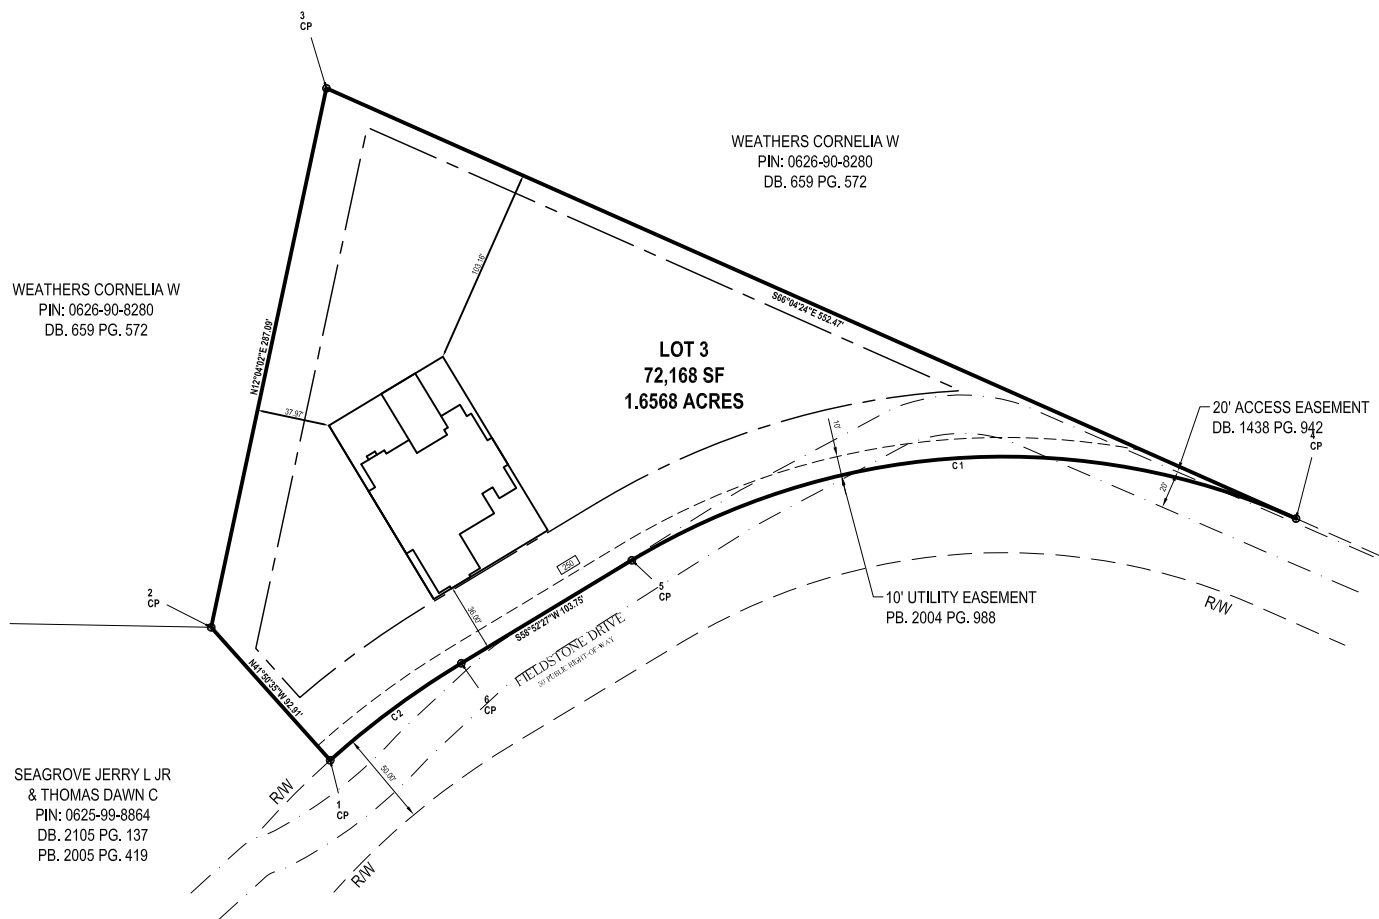 3
CP
WEATHERS CORNELIA W
PIN: 0626-90-8280
DB. 659 PG. 572
103.16'
WEATHERS CORNELIA W
PIN: 0626-90-8280
DB. 659 PG. 572
N12°04'02"E 287.09'
S66°04'24"E 552.47'
LOT 3
72,168 SF
1.6568 ACRES
37.97'
20' ACCESS EASEMENT
DB. 1438 PG. 942
4
CP
10'
C1
20'
250
2
CP
5
CP
10' UTILITY EASEMENT
PB. 2004 PG. 988
R/W
36.00'
S58°52'27"W 103.75'
FIELDSTONE DRIVE
50' PUBLIC RIGHT-OF-WAY
N41°50'35"W 92.91'
6
CP
C2
50.00'
SEAGROVE JERRY L JR
& THOMAS DAWN C
PIN: 0625-99-8864
DB. 2105 PG. 137
PB. 2005 PG. 419
R/W
1
CP
R/W